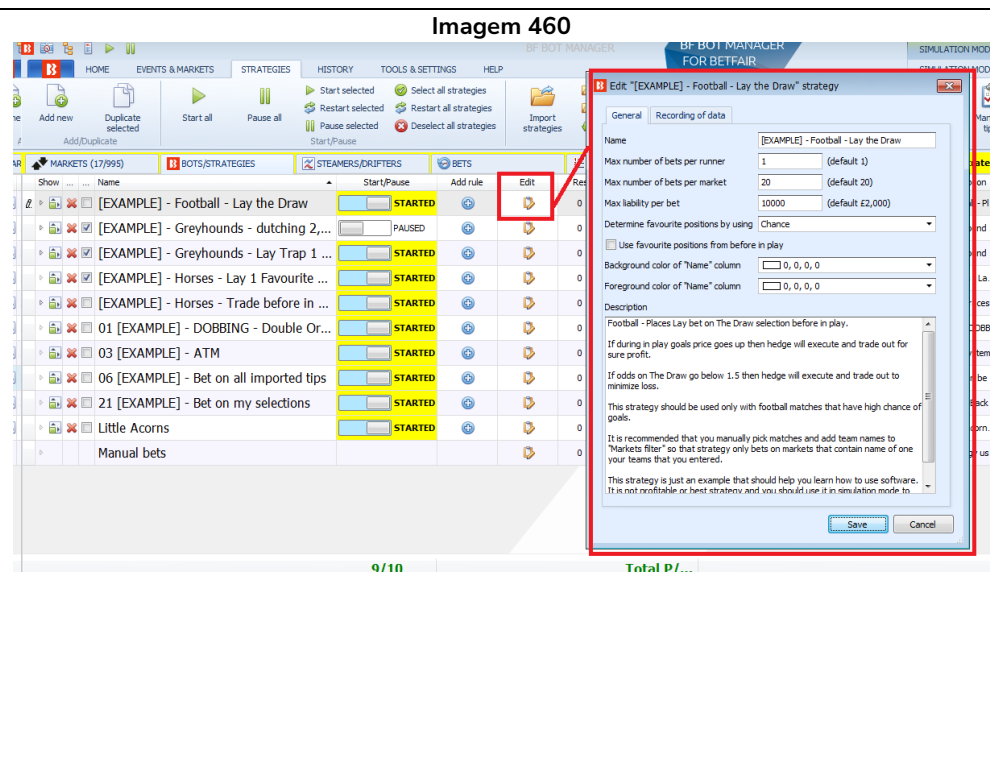 Imagem 460
BF BOT MANAGER
BF BOT MANAGER
FOR BETFAIR
SIMULATION MOD
HOME EVENTS & MARKETS STRATEGIES HISTORY TOOLS & SETTINGS HELP
Add new
Duplicate selected
Start all
Pause all
Start selected
Restart selected
Pause selected
Select all strategies
Restart all strategies
Deselect all strategies
Import strategies
Add/Duplicate
Start/Pause
MARKETS (17/995) BOTS/STRATEGIES STEAMERS/DRIFTERS BETS
Show ... ... Name Start/Pause Add rule Edit Res
[EXAMPLE] - Football - Lay the Draw STARTED 0
[EXAMPLE] - Greyhounds - dutching 2,... PAUSED 0
[EXAMPLE] - Greyhounds - Lay Trap 1 ... STARTED 0
[EXAMPLE] - Horses - Lay 1 Favourite ... STARTED 0
[EXAMPLE] - Horses - Trade before in ... STARTED 0
01 [EXAMPLE] - DOBBING - Double Or... STARTED 0
03 [EXAMPLE] - ATM STARTED 0
06 [EXAMPLE] - Bet on all imported tips STARTED 0
21 [EXAMPLE] - Bet on my selections STARTED 0
Little Acorns STARTED 0
Manual bets 0
9/10 Total P/...
Edit "[EXAMPLE] - Football - Lay the Draw" strategy
General Recording of data
Name [EXAMPLE] - Football - Lay the Draw
Max number of bets per runner 1 (default 1)
Max number of bets per market 20 (default 20)
Max liability per bet 10000 (default £2,000)
Determine favourite positions by using Chance
Use favourite positions from before in play
Background color of "Name" column 0, 0, 0, 0
Foreground color of "Name" column 0, 0, 0, 0
Description
Football - Places Lay bet on The Draw selection before in play.
If during in play goals price goes up then hedge will execute and trade out for
sure profit.
If odds on The Draw go below 1.5 then hedge will execute and trade out to
minimize loss.
This strategy should be used only with football matches that have high chance of
goals.
It is recommended that you manually pick matches and add team names to
"Markets filter" so that strategy only bets on markets that contain name of one
your teams that you entered.
This strategy is just an example that should help you learn how to use software.
It is not profitable or best strategy and you should use it in simulation mode to
Save Cancel